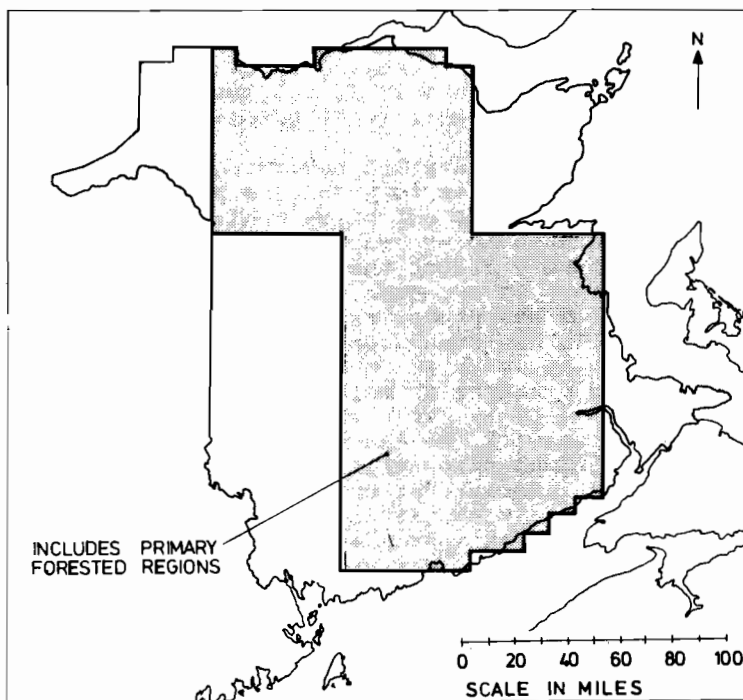 N
INCLUDES PRIMARY
FORESTED REGIONS
0 20 40 60 80 100
SCALE IN MILES